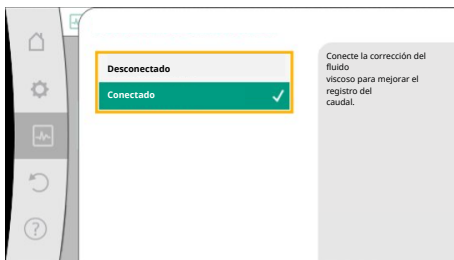 Desconectado
Conectado
Conecte la corrección del
fluido
viscoso para mejorar el
registro del
caudal.